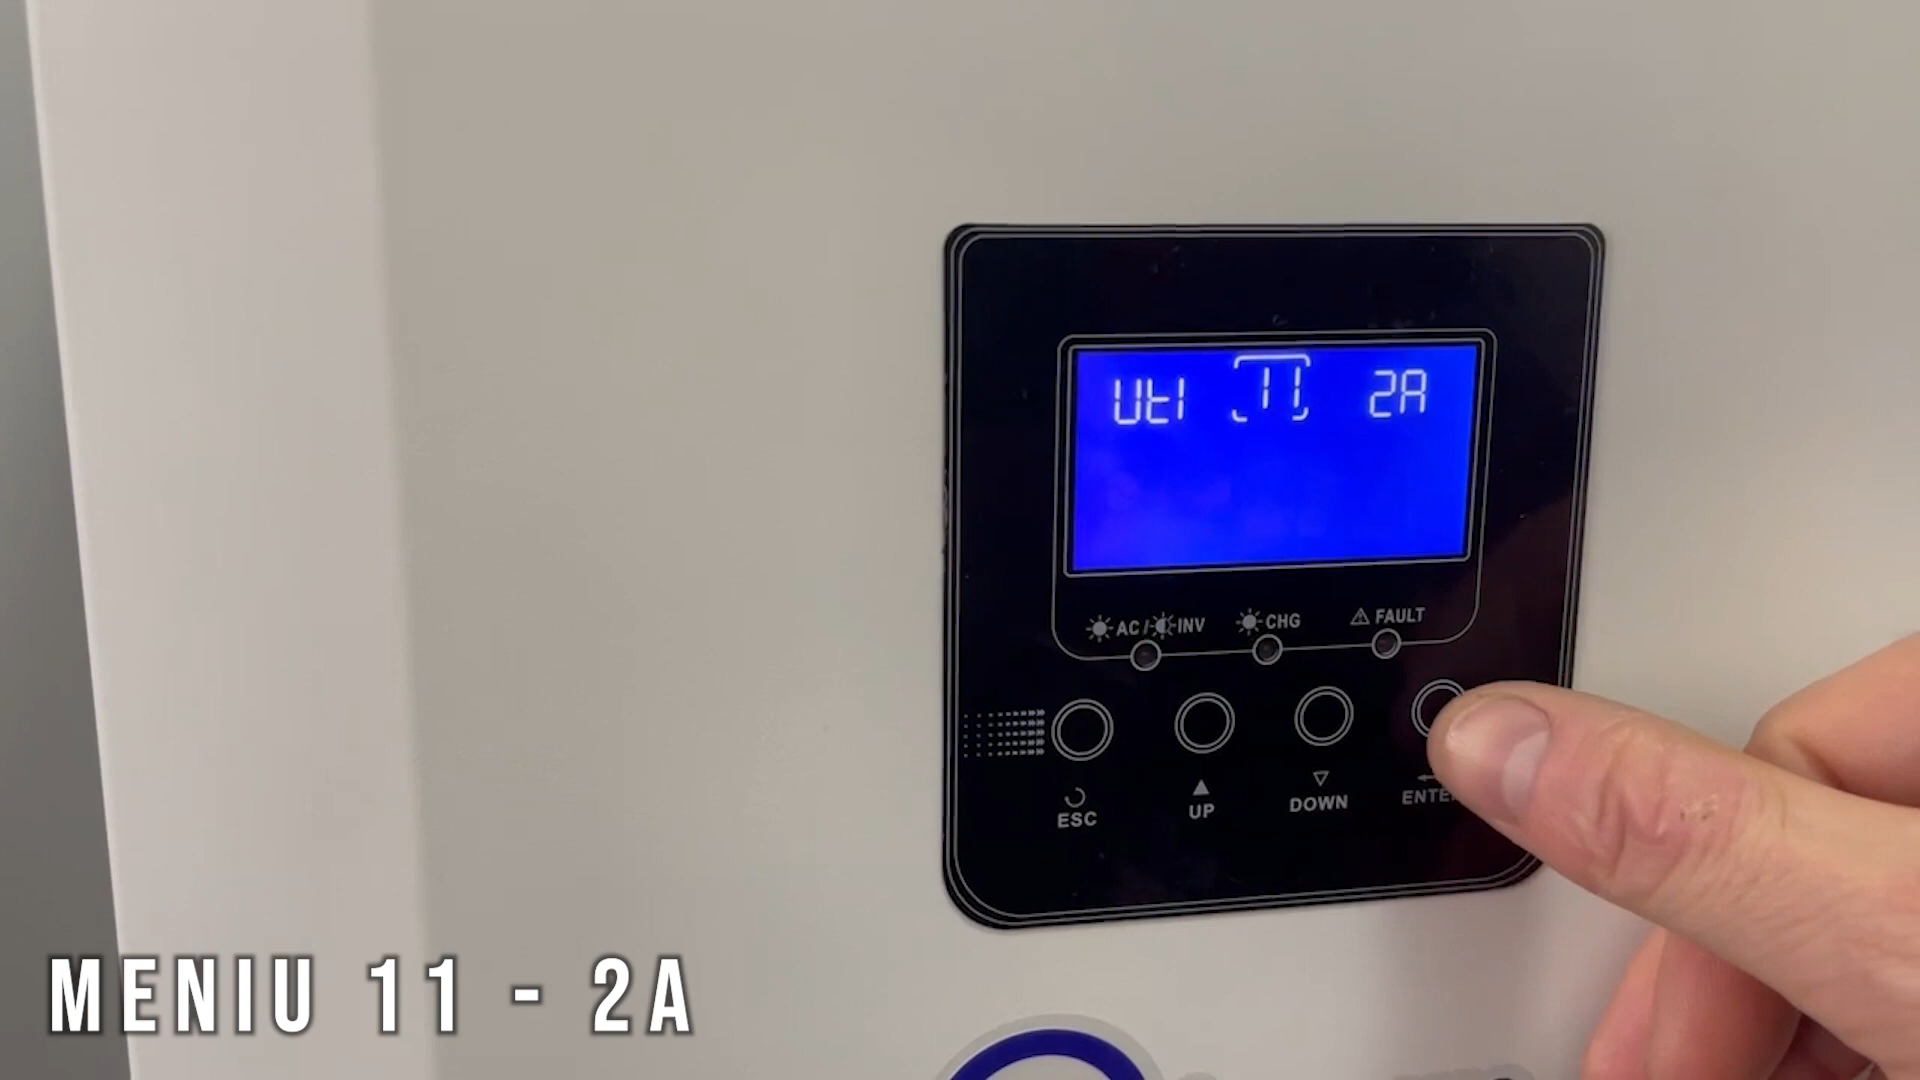 UtI 11 2A
AC / INV CHG FAULT
ESC UP DOWN ENTE
MENIU 11 - 2A